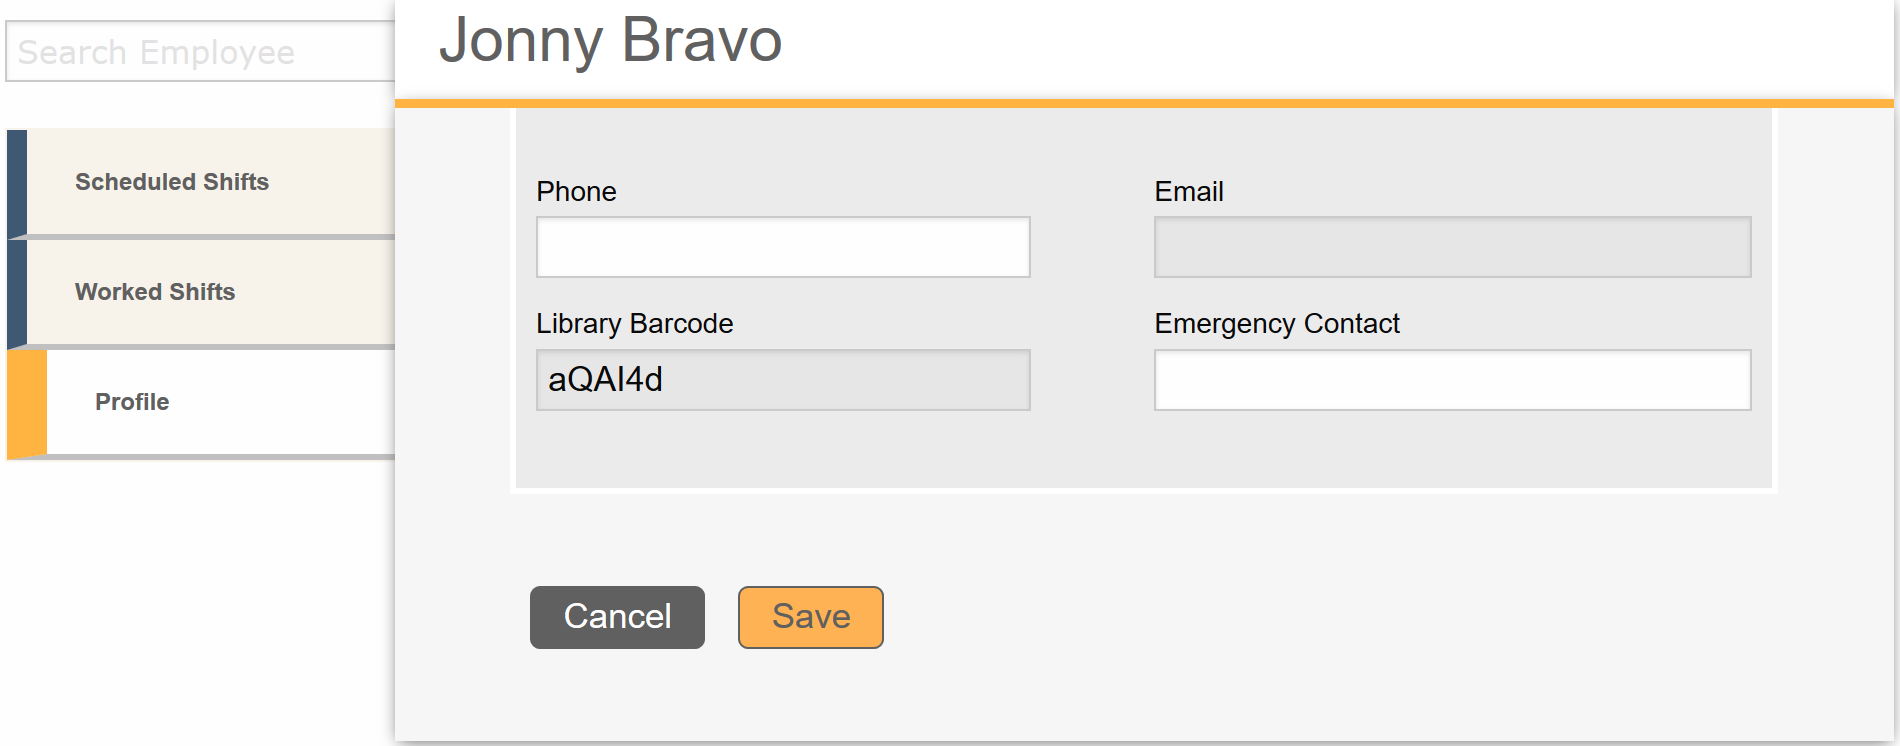 Search Employee
Jonny Bravo
Scheduled Shifts
Worked Shifts
Profile
Phone
Email
Library Barcode
Emergency Contact
aQAI4d
Cancel
Save